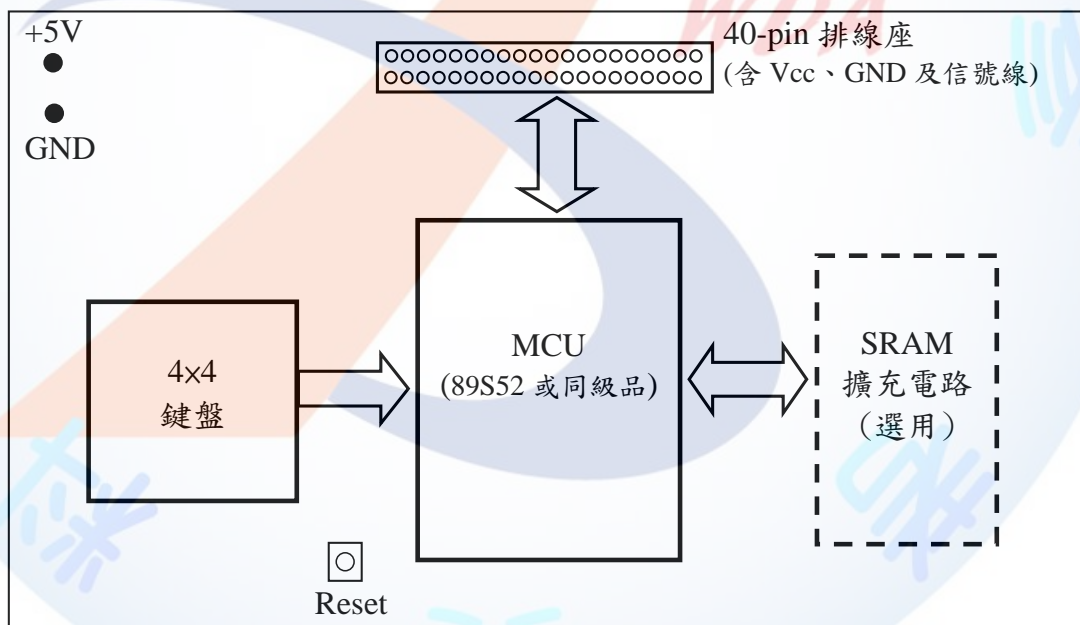 +5V
GND
40-pin 排線座
(含 Vcc、GND 及信號線)
4×4
鍵盤
MCU
(89S52 或同級品)
SRAM
擴充電路
（選用）
Reset